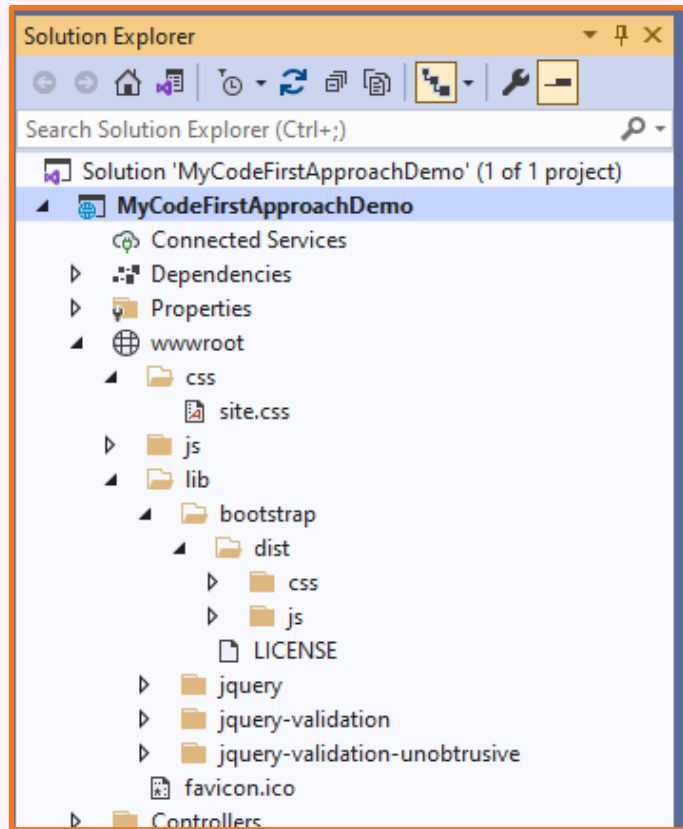 Solution Explorer
Search Solution Explorer (Ctrl+;)
Solution 'MyCodeFirstApproachDemo' (1 of 1 project)
MyCodeFirstApproachDemo
Connected Services
Dependencies
Properties
wwwroot
css
site.css
js
lib
bootstrap
dist
css
js
LICENSE
jquery
jquery-validation
jquery-validation-unobtrusive
favicon.ico
Controllers